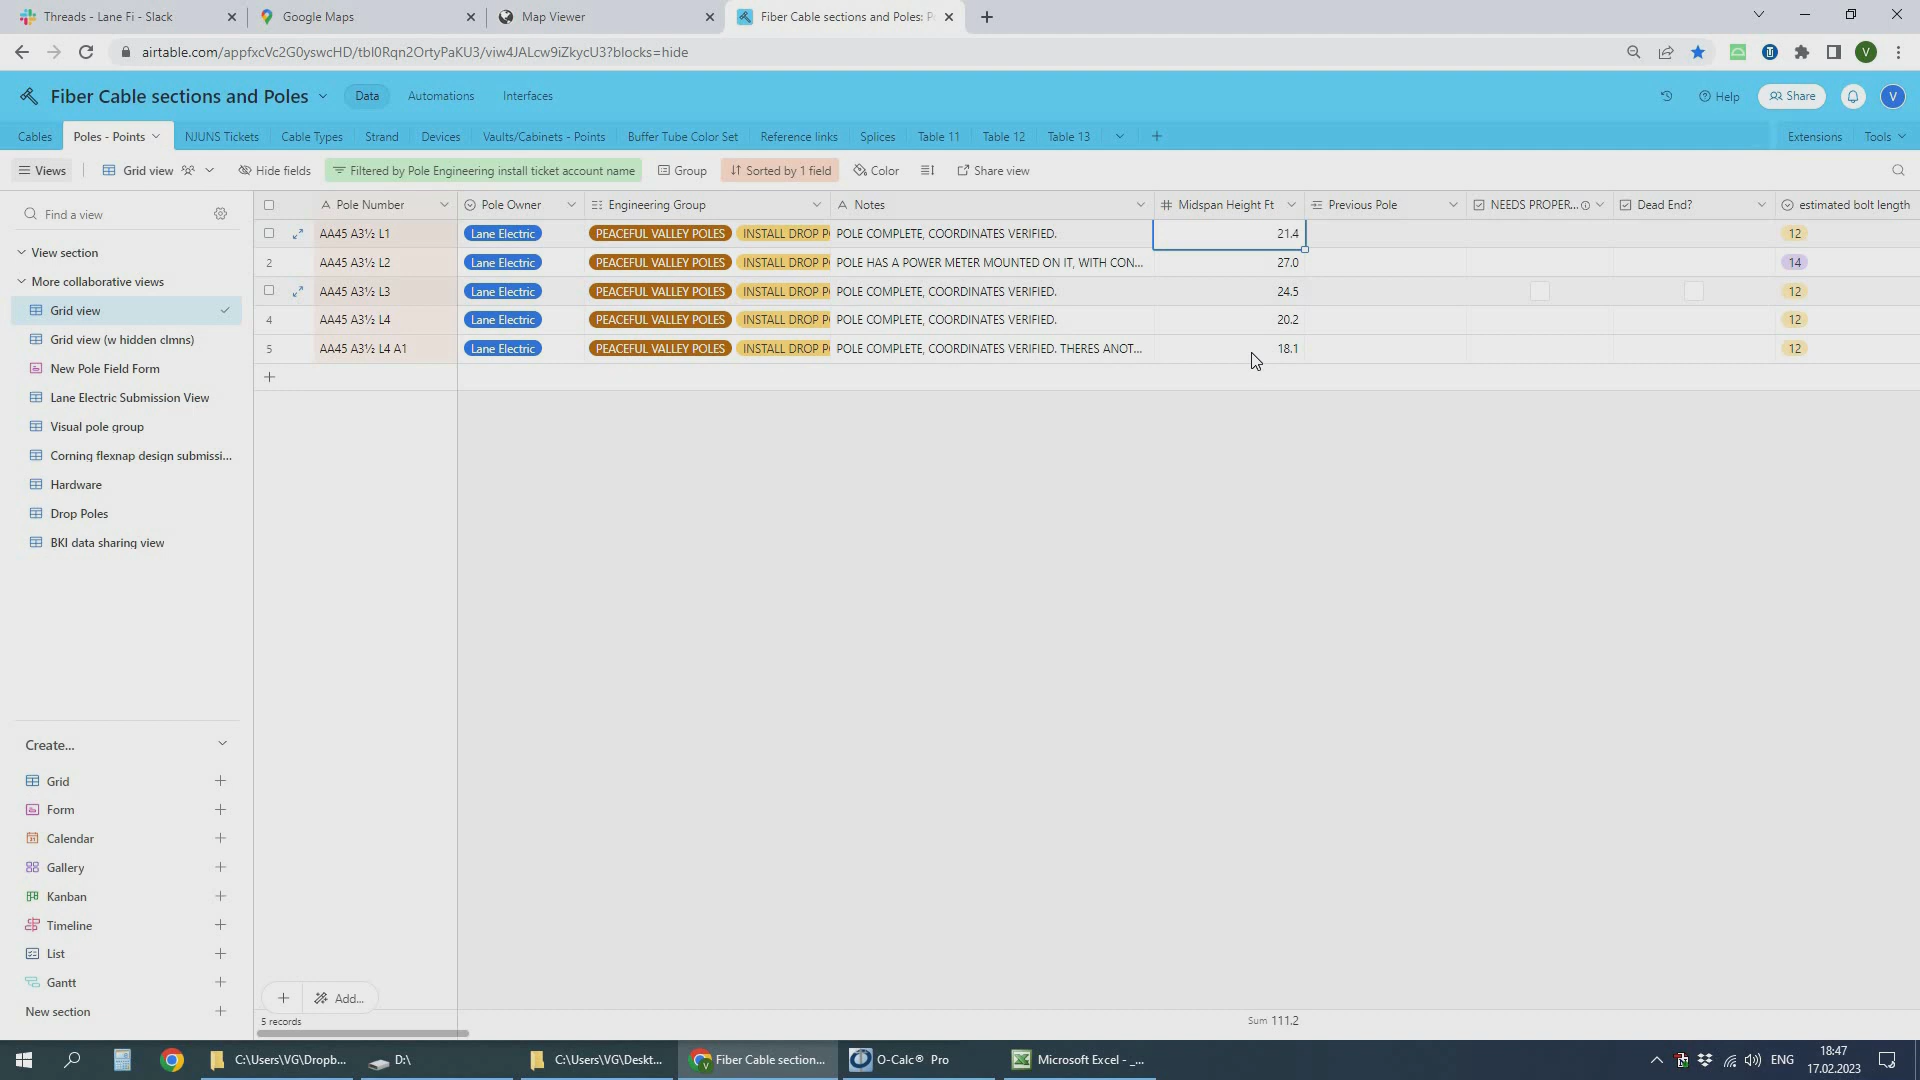 Threads - Lane Fi - Slack
Google Maps
Map Viewer
Fiber Cable sections and Poles: P
airtable.com/appfxcVc2G0yswcHD/tbl0Rqn2OrtyPaKU3/viw4JALcw9iZkycU3?blocks=hide
V
Fiber Cable sections and Poles
Data
Automations
Interfaces
Help
Share
V
Cables
Poles - Points
NJUNS Tickets
Cable Types
Strand
Devices
Vaults/Cabinets - Points
Buffer Tube Color Set
Reference links
Splices
Table 11
Table 12
Table 13
Extensions
Tools
Views
Grid view
Hide fields
Filtered by Pole Engineering install ticket account name
Group
Sorted by 1 field
Color
Share view
Find a view
View section
More collaborative views
Grid view
Grid view (w hidden clmns)
New Pole Field Form
Lane Electric Submission View
Visual pole group
Corning flexnap design submissi...
Hardware
Drop Poles
BKI data sharing view
Create...
Grid
Form
Calendar
Gallery
Kanban
Timeline
List
Gantt
New section
Pole Number Pole Owner Engineering Group Notes Midspan Height Ft Previous Pole NEEDS PROPER... Dead End? estimated bolt length
AA45 A3½ L1 Lane Electric PEACEFUL VALLEY POLES INSTALL DROP P POLE COMPLETE, COORDINATES VERIFIED. 21.4 12
2 AA45 A3½ L2 Lane Electric PEACEFUL VALLEY POLES INSTALL DROP P POLE HAS A POWER METER MOUNTED ON IT, WITH CON... 27.0 14
AA45 A3½ L3 Lane Electric PEACEFUL VALLEY POLES INSTALL DROP P POLE COMPLETE, COORDINATES VERIFIED. 24.5 12
4 AA45 A3½ L4 Lane Electric PEACEFUL VALLEY POLES INSTALL DROP P POLE COMPLETE, COORDINATES VERIFIED. 20.2 12
5 AA45 A3½ L4 A1 Lane Electric PEACEFUL VALLEY POLES INSTALL DROP P POLE COMPLETE, COORDINATES VERIFIED. THERES ANOT... 18.1 12
Add...
5 records
Sum 111.2
C:\Users\VG\Dropb...
D:\
C:\Users\VG\Deskt...
Fiber Cable section...
O-Calc® Pro
Microsoft Excel - _...
ENG
18:47
17.02.2023